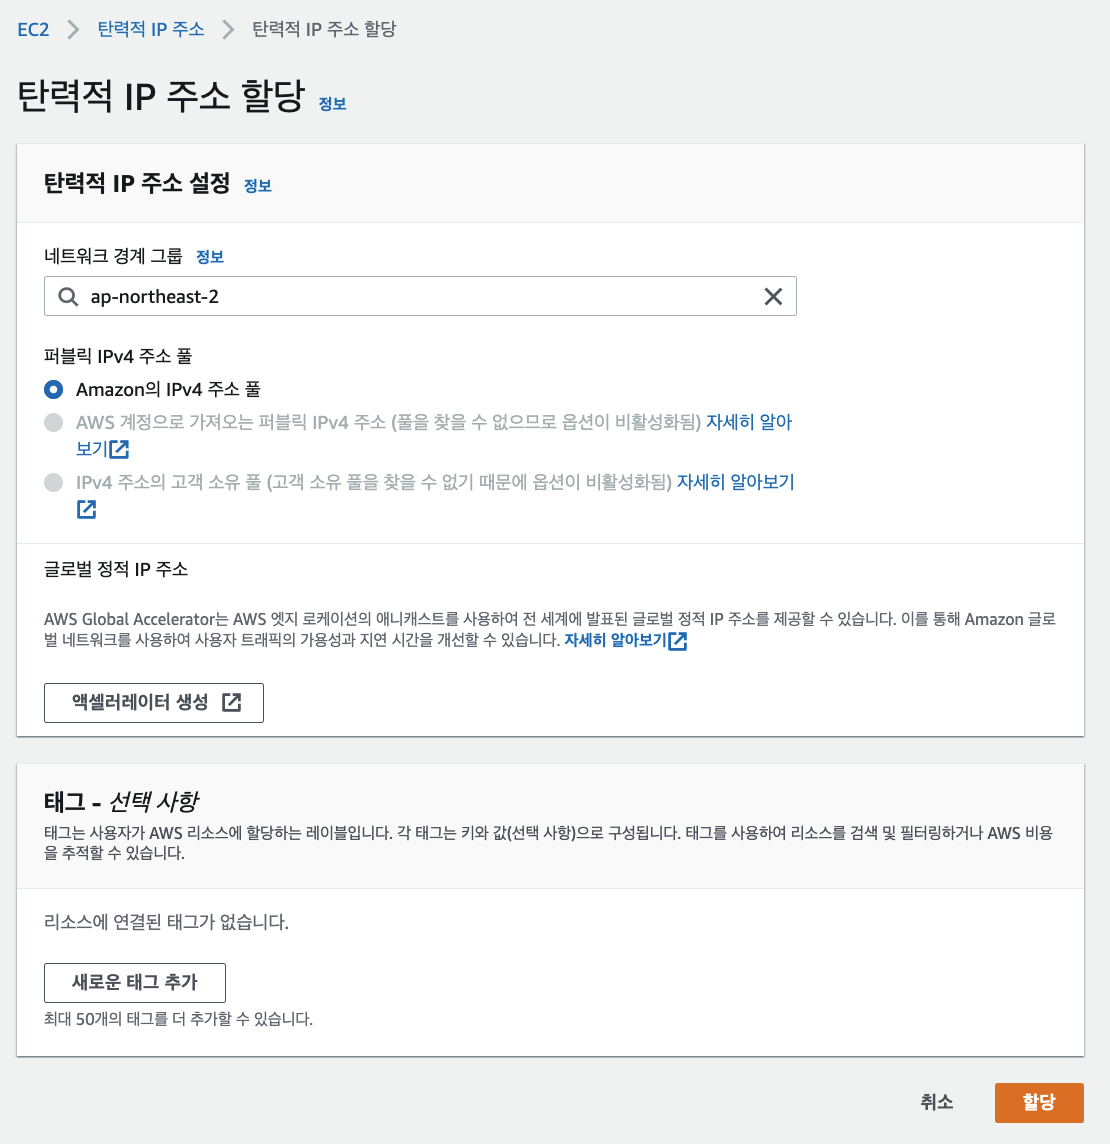 EC2 > 탄력적 IP 주소 > 탄력적 IP 주소 할당
탄력적 IP 주소 할당 정보
탄력적 IP 주소 설정 정보
네트워크 경계 그룹 정보
ap-northeast-2
퍼블릭 IPv4 주소 풀
Amazon의 IPv4 주소 풀
AWS 계정으로 가져오는 퍼블릭 IPv4 주소 (풀을 찾을 수 없으므로 옵션이 비활성화됨) 자세히 알아
보기
IPv4 주소의 고객 소유 풀 (고객 소유 풀을 찾을 수 없기 때문에 옵션이 비활성화됨) 자세히 알아보기
글로벌 정적 IP 주소
AWS Global Accelerator는 AWS 엣지 로케이션의 애니캐스트를 사용하여 전 세계에 발표된 글로벌 정적 IP 주소를 제공할 수 있습니다. 이를 통해 Amazon 글로
벌 네트워크를 사용하여 사용자 트래픽의 가용성과 지연 시간을 개선할 수 있습니다. 자세히 알아보기
액셀러레이터 생성
태그 - 선택 사항
태그는 사용자가 AWS 리소스에 할당하는 레이블입니다. 각 태그는 키와 값(선택 사항)으로 구성됩니다. 태그를 사용하여 리소스를 검색 및 필터링하거나 AWS 비용
을 추적할 수 있습니다.
리소스에 연결된 태그가 없습니다.
새로운 태그 추가
최대 50개의 태그를 더 추가할 수 있습니다.
취소 할당